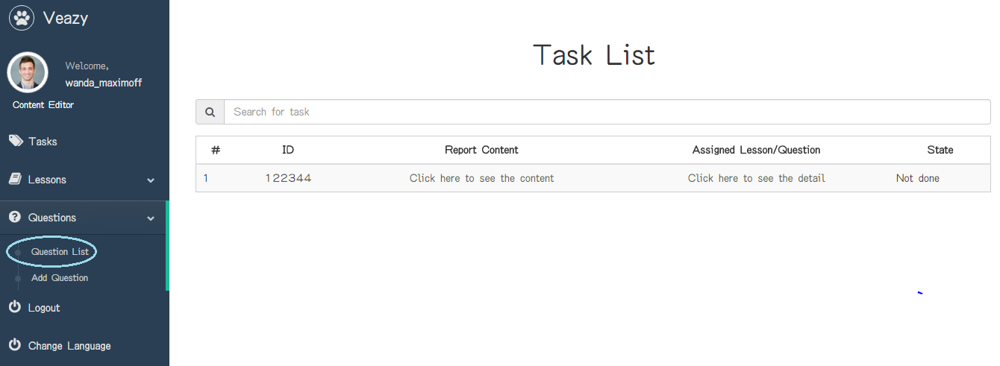 Veazy
Welcome,
wanda_maximoff
Content Editor
Tasks
Lessons
Questions
Question List
Add Question
Logout
Change Language
Task List
Search for task
# ID Report Content Assigned Lesson/Question State
1 122344 Click here to see the content Click here to see the detail Not done